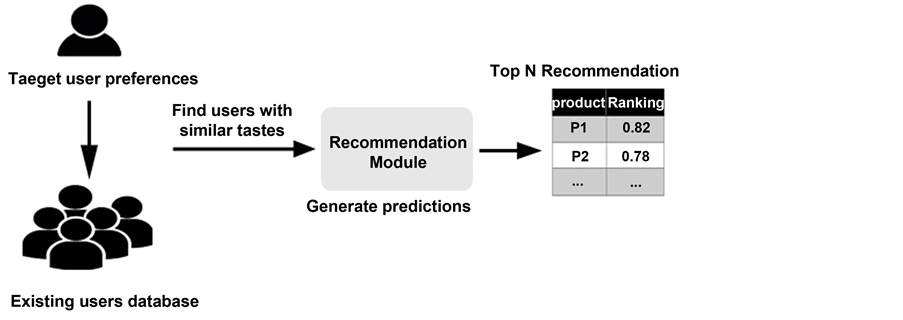 Taeget user preferences
Existing users database
Find users with
similar tastes
Recommendation
Module
Generate predictions
Top N Recommendation
product Ranking
P1 0.82
P2 0.78
... ...